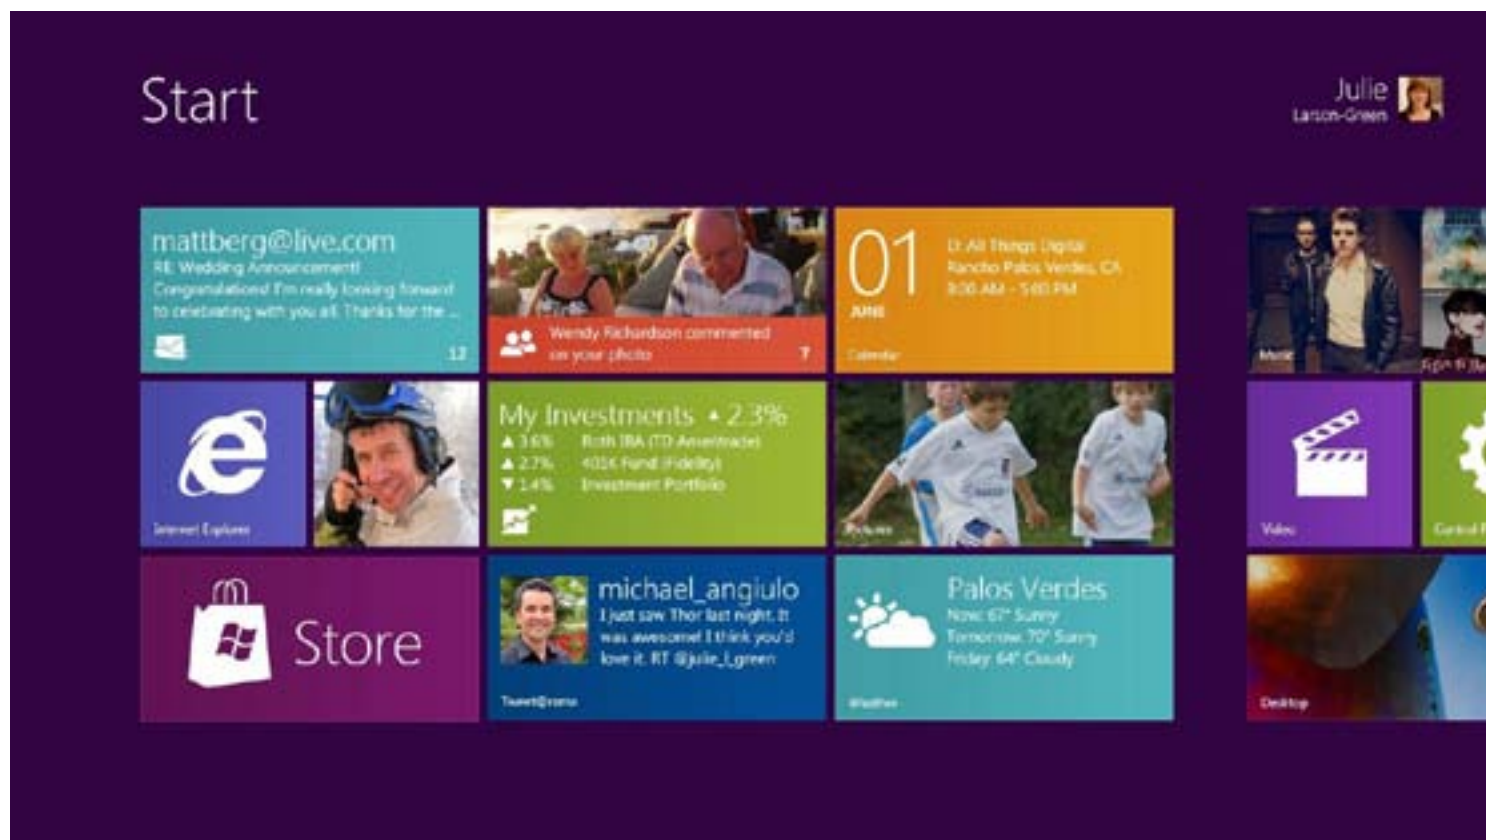 Start
Julie
Larson-Green
mattberg@live.com
RE: Wedding Announcement!
Congratulations! I'm really looking forward
to celebrating with you all. Thanks for the ...
12
Wendy Richardson commented
on your photo
7
01
JUNE
D: All Things Digital
Rancho Palos Verdes, CA
8:00 AM - 5:00 PM
Calendar
Music
Internet Explorer
My Investments ▲ 2.3%
▲ 3.6% Roth IRA (TD Ameritrade)
▲ 2.7% 401K Fund (Fidelity)
▼ 1.4% Investment Portfolio
Pictures
Video
Control
Store
michael_angiulo
I just saw Thor last night. It
was awesome! I think you'd
love it. RT @julie_l_green
Tweet@rama
Palos Verdes
Now: 67° Sunny
Tomorrow: 70° Sunny
Friday: 64° Cloudy
Weather
Desktop